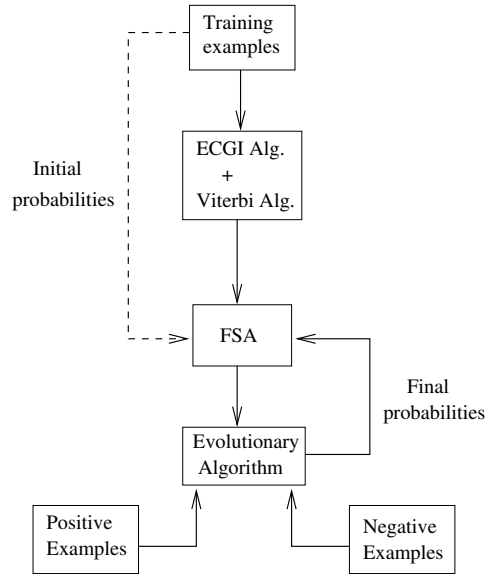 Training
examples
ECGI Alg.
+
Viterbi Alg.
Initial
probabilities
FSA
Final
probabilities
Evolutionary
Algorithm
Positive
Examples
Negative
Examples